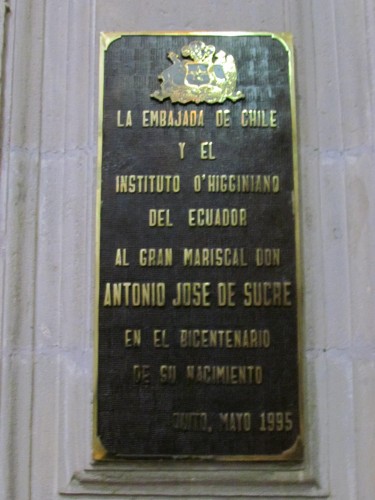 LA EMBAJADA DE CHILE
Y EL
INSTITUTO O'HIGGINIANO
DEL ECUADOR
AL GRAN MARISCAL DON
ANTONIO JOSE DE SUCRE
EN EL BICENTENARIO
DE SU NACIMIENTO
QUITO, MAYO 1995